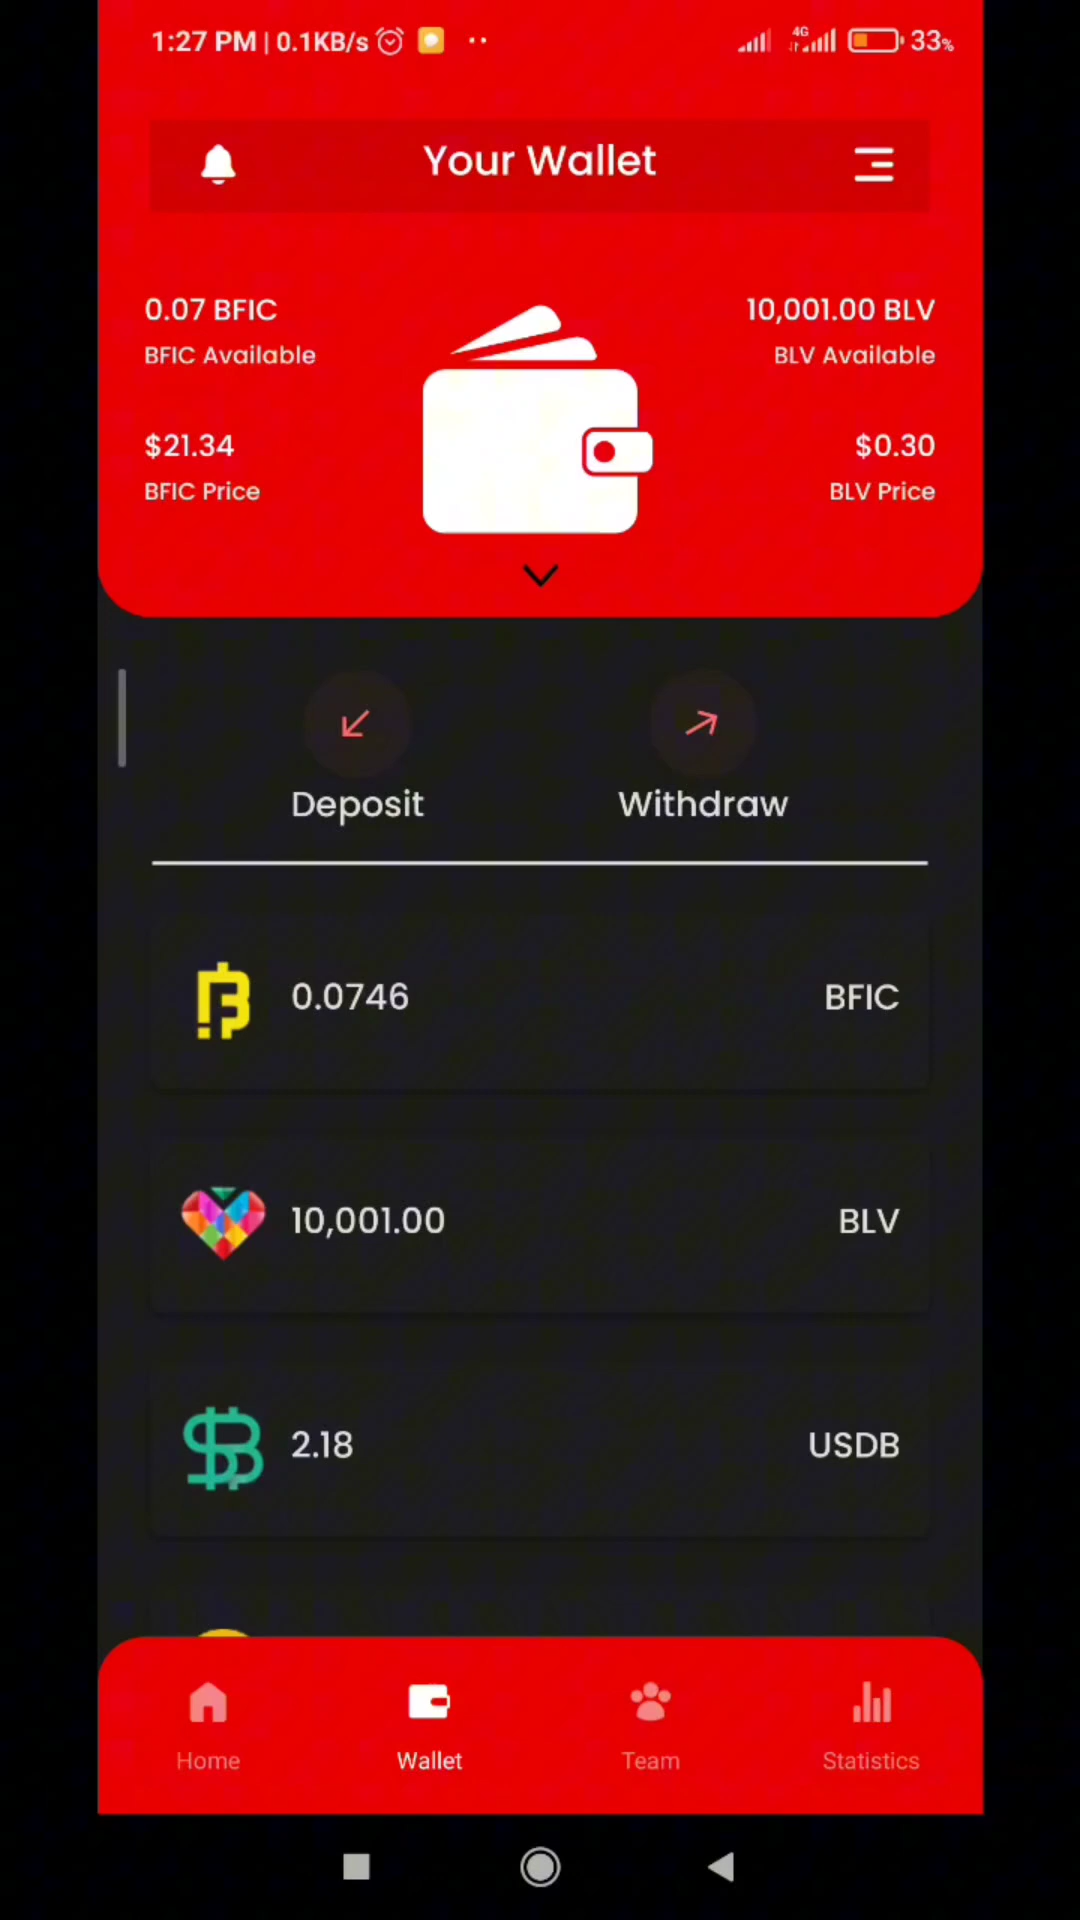 1:27 PM | 0.1KB/s
4G
33%
Your Wallet
0.07 BFIC
BFIC Available
10,001.00 BLV
BLV Available
$21.34
BFIC Price
$0.30
BLV Price
Deposit
Withdraw
0.0746 BFIC
10,001.00 BLV
2.18 USDB
Home
Wallet
Team
Statistics